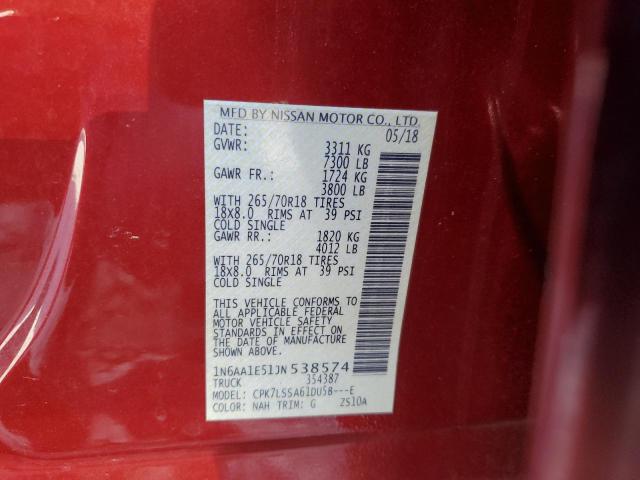 MFD BY NISSAN MOTOR CO., LTD.
DATE: 05/18
GVWR: 3311 KG
7300 LB
GAWR FR.: 1724 KG
3800 LB
WITH 265/70R18 TIRES
18x8.0 RIMS AT 39 PSI
COLD SINGLE
GAWR RR.: 1820 KG
4012 LB
WITH 265/70R18 TIRES
18x8.0 RIMS AT 39 PSI
COLD SINGLE
THIS VEHICLE CONFORMS TO
ALL APPLICABLE FEDERAL
MOTOR VEHICLE SAFETY
STANDARDS IN EFFECT ON
THE DATE OF MANUFACTURE
SHOWN ABOVE.
1N6AA1E51JN538574
TRUCK 354387
MODEL: CPK7LSSA61DU5B---E
COLOR: NAH TRIM: G ZS10A